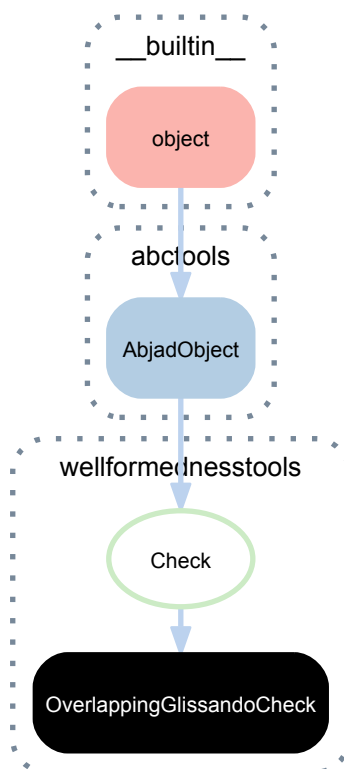 __builtin__
object
abctools
AbjadObject
wellformednesstools
Check
OverlappingGlissandoCheck